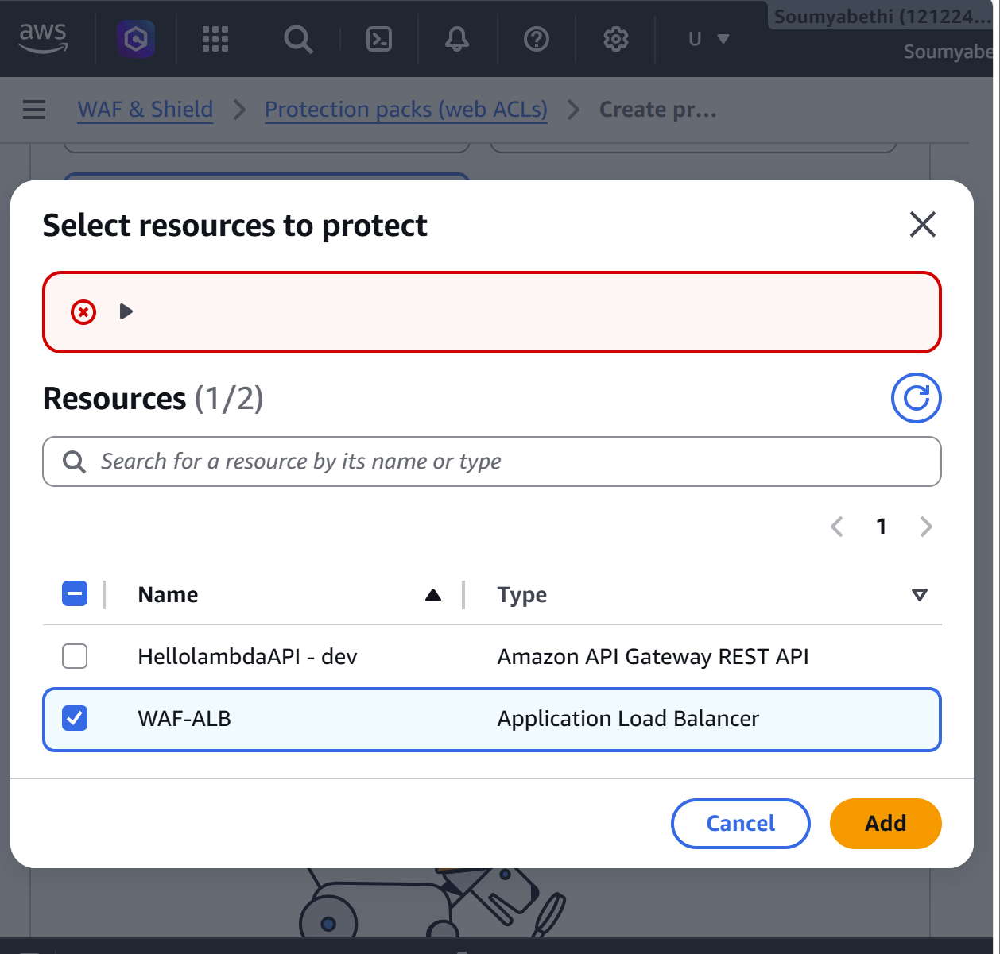 aws
U
Soumyabethi (121224...
Soumyabe
WAF & Shield
Protection packs (web ACLs)
Create pr...
Select resources to protect
Resources (1/2)
Search for a resource by its name or type
1
Name
Type
HellolambdaAPI - dev
Amazon API Gateway REST API
WAF-ALB
Application Load Balancer
Cancel
Add